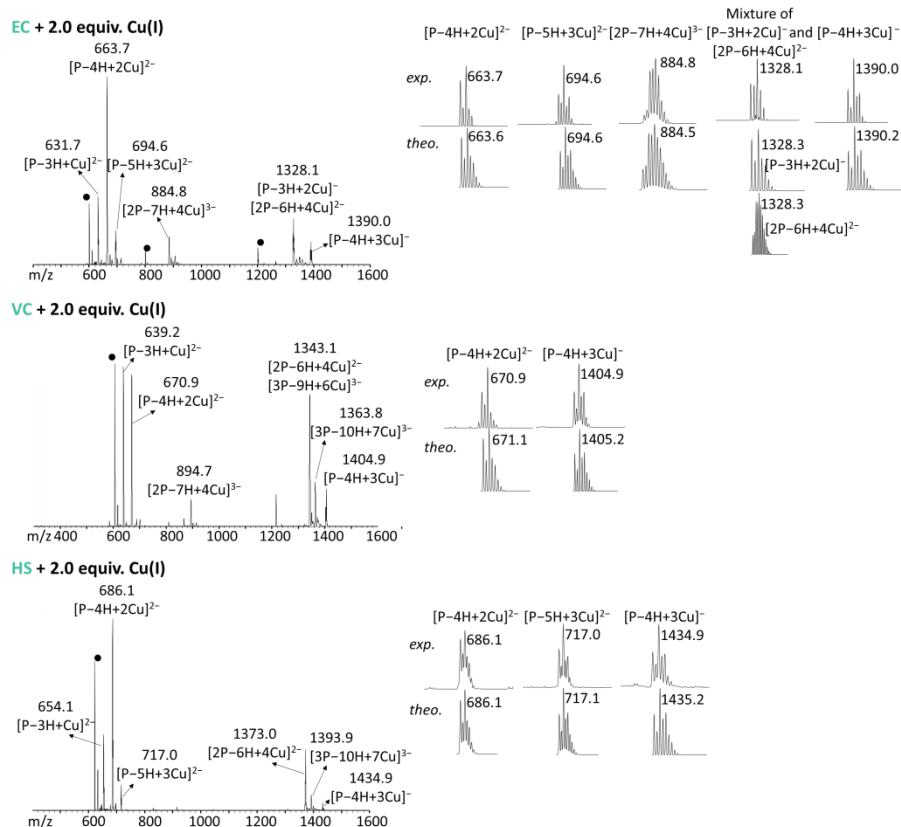 EC + 2.0 equiv. Cu(I)
663.7
[P−4H+2Cu]²⁻
631.7
[P−3H+Cu]²⁻
694.6
[P−5H+3Cu]²⁻
884.8
[2P−7H+4Cu]³⁻
1328.1
[P−3H+2Cu]⁻
[2P−6H+4Cu]²⁻
1390.0
[P−4H+3Cu]⁻
m/z 600 800 1000 1200 1400 1600
Mixture of
[P−4H+2Cu]²⁻ [P−5H+3Cu]²⁻ [2P−7H+4Cu]³⁻ [P−3H+2Cu]⁻ and [P−4H+3Cu]⁻
[2P−6H+4Cu]²⁻
exp. 663.7 694.6 884.8 1328.1 1390.0
theo. 663.6 694.6 884.5 1328.3 1390.2
[P−3H+2Cu]⁻
1328.3
[2P−6H+4Cu]²⁻
VC + 2.0 equiv. Cu(I)
639.2
[P−3H+Cu]²⁻
670.9
[P−4H+2Cu]²⁻
894.7
[2P−7H+4Cu]³⁻
1343.1
[2P−6H+4Cu]²⁻
[3P−9H+6Cu]³⁻
1363.8
[3P−10H+7Cu]³⁻
1404.9
[P−4H+3Cu]⁻
m/z 400 600 800 1000 1200 1400 1600
[P−4H+2Cu]²⁻ [P−4H+3Cu]⁻
exp. 670.9 1404.9
theo. 671.1 1405.2
HS + 2.0 equiv. Cu(I)
686.1
[P−4H+2Cu]²⁻
654.1
[P−3H+Cu]²⁻
717.0
[P−5H+3Cu]²⁻
1373.0
[2P−6H+4Cu]²⁻
1393.9
[3P−10H+7Cu]³⁻
1434.9
[P−4H+3Cu]⁻
m/z 600 800 1000 1200 1400 1600
[P−4H+2Cu]²⁻ [P−5H+3Cu]²⁻ [P−4H+3Cu]⁻
exp. 686.1 717.0 1434.9
theo. 686.1 717.1 1435.2